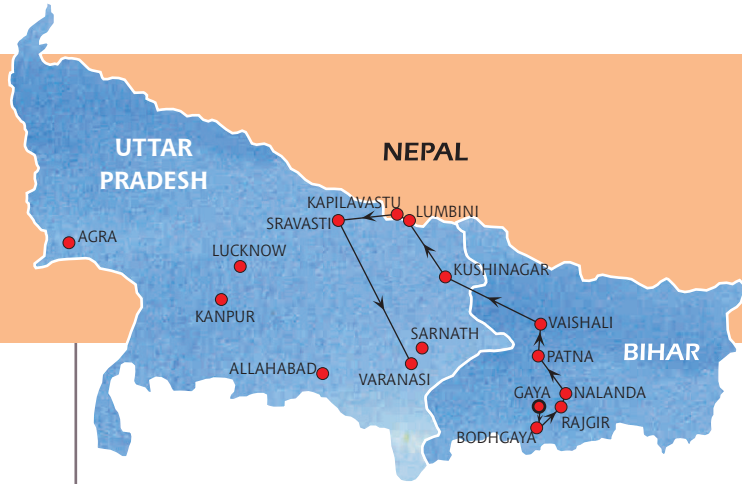 UTTAR
PRADESH
NEPAL
KAPILAVASTU
LUMBINI
SRAVASTI
AGRA
LUCKNOW
KUSHINAGAR
KANPUR
VAISHALI
SARNATH
BIHAR
PATNA
ALLAHABAD
VARANASI
GAYA
NALANDA
RAJGIR
BODHGAYA